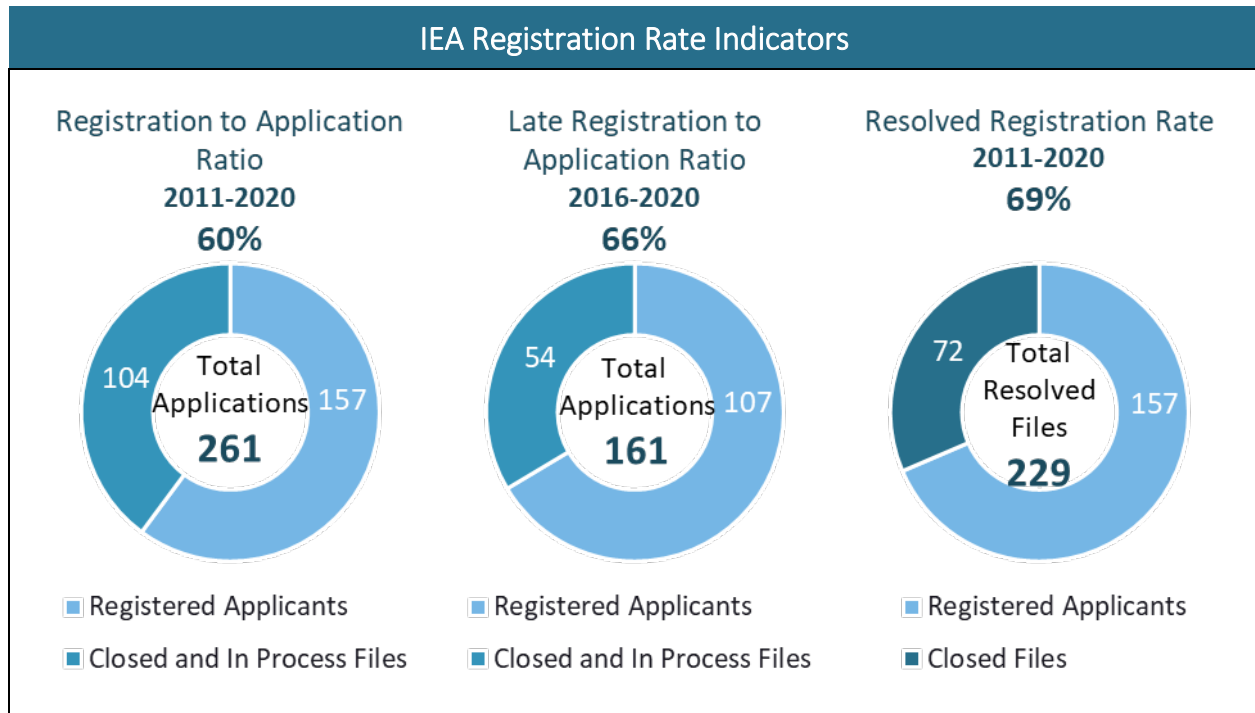 IEA Registration Rate Indicators
Registration to Application
Ratio
2011-2020
60%
104
Total
Applications
261
157
Registered Applicants
Closed and In Process Files
Late Registration to
Application Ratio
2016-2020
66%
54
Total
Applications
161
107
Registered Applicants
Closed and In Process Files
Resolved Registration Rate
2011-2020
69%
72
Total
Resolved
Files
229
157
Registered Applicants
Closed Files